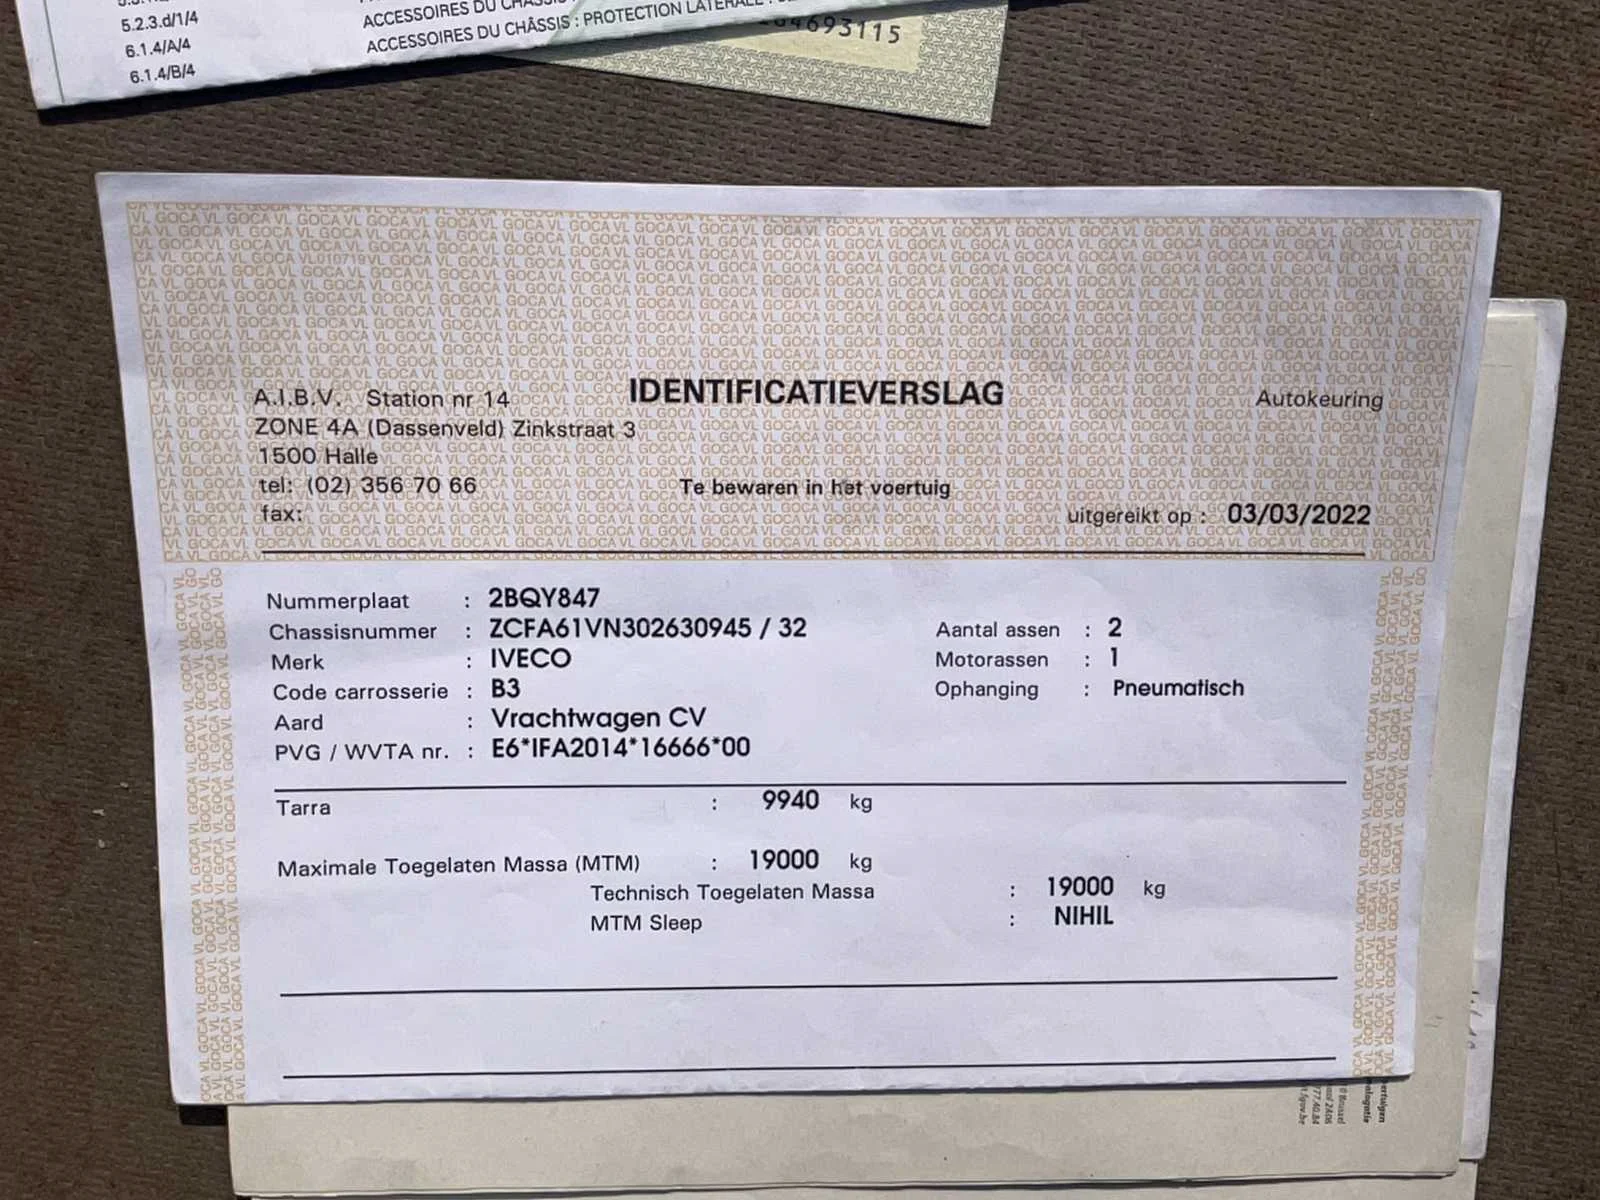 5.2.3.d/1/4
6.1.4/A/4 ACCESSOIRES DU CHÂSSIS : PROTECTION LATÉRALE :
6.1.4/B/4
4693115
IDENTIFICATIEVERSLAG
A.I.B.V. Station nr 14 Autokeuring
ZONE 4A (Dassenveld) Zinkstraat 3
1500 Halle
tel: (02) 356 70 66 Te bewaren in het voertuig
fax: uitgereikt op : 03/03/2022
Nummerplaat : 2BQY847
Chassisnummer : ZCFA61VN302630945 / 32 Aantal assen : 2
Merk : IVECO Motorassen : 1
Code carrosserie : B3 Ophanging : Pneumatisch
Aard : Vrachtwagen CV
PVG / WVTA nr. : E6*IFA2014*16666*00
Tarra : 9940 kg
Maximale Toegelaten Massa (MTM) : 19000 kg
Technisch Toegelaten Massa : 19000 kg
MTM Sleep : NIHIL